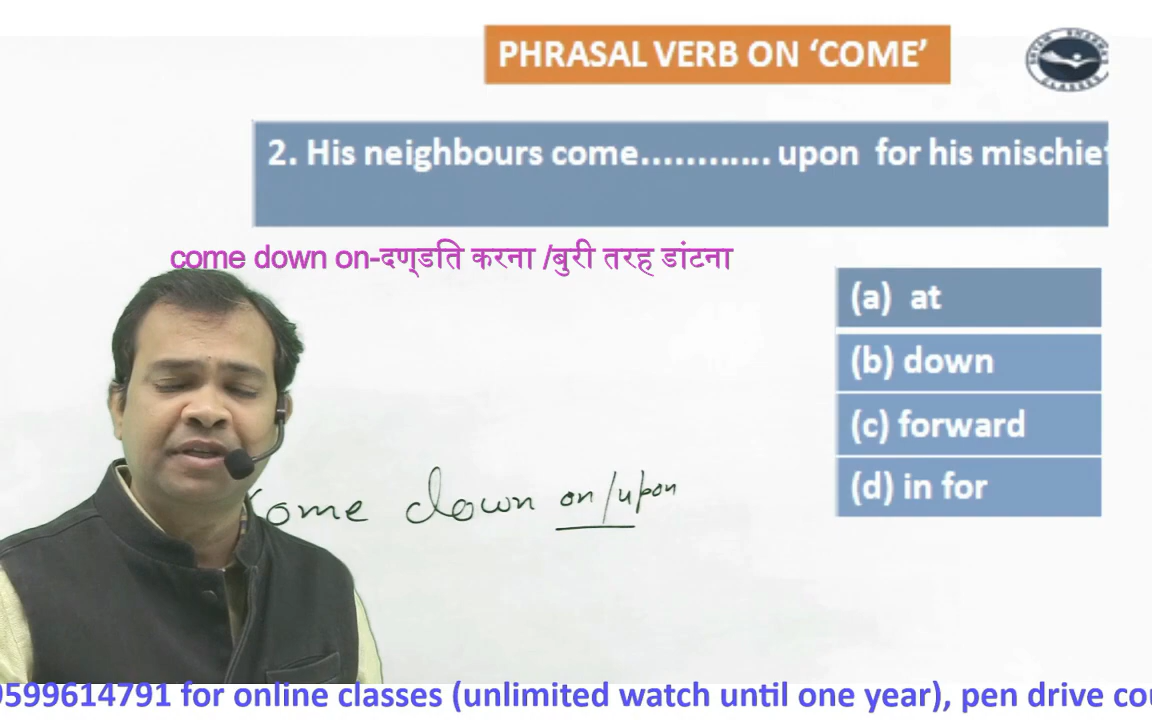 PHRASAL VERB ON ‘COME’
2. His neighbours come............ upon for his mischief
come down on-दण्डति करना /बुरी तरह डांटना
(a) at
(b) down
(c) forward
(d) in for
come down on/upon
9599614791 for online classes (unlimited watch until one year), pen drive cou